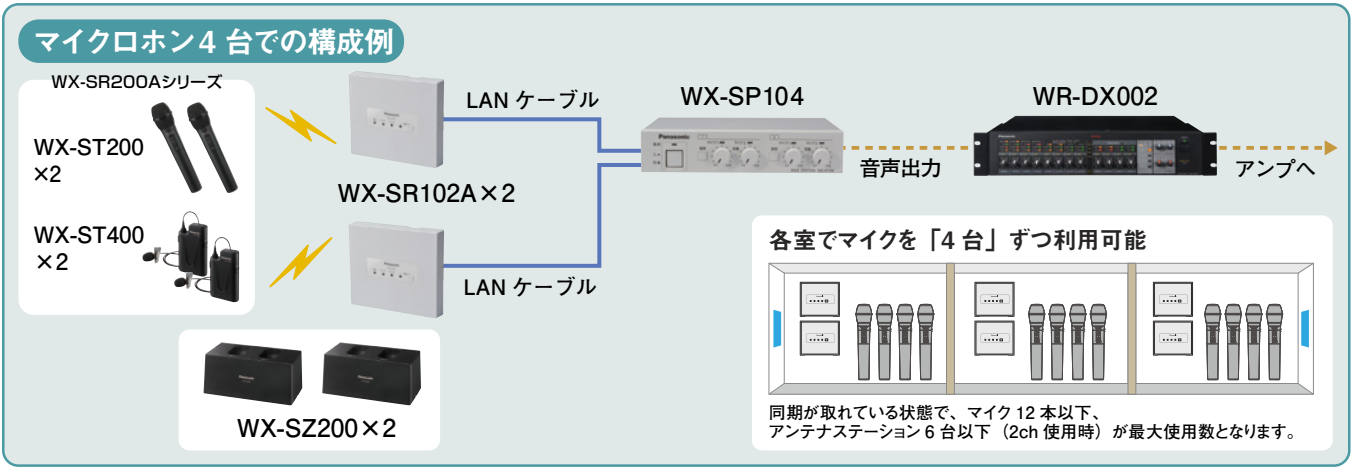 マイクロホン4 台での構成例
WX-SR200Aシリーズ
WX-ST200
×2
WX-ST400
×2
LAN ケーブル
WX-SR102A×2
LAN ケーブル
WX-SP104
Panasonic
音声出力
WR-DX002
アンプへ
WX-SZ200×2
各室でマイクを「4 台」ずつ利用可能
同期が取れている状態で、マイク 12 本以下、
アンテナステーション 6 台以下（2ch 使用時）が最大使用数となります。